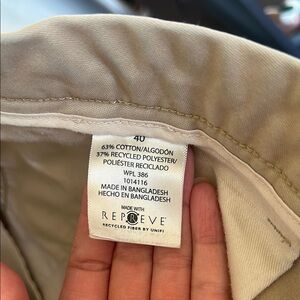 40
63% COTTON/ALGODÓN
37% RECYCLED POLYESTER/
POLIÉSTER RECICLADO
WPL 386
1014116
MADE IN BANGLADESH
HECHO EN BANGLADESH
MADE WITH
REPREVE
RECYCLED FIBER BY UNIFI